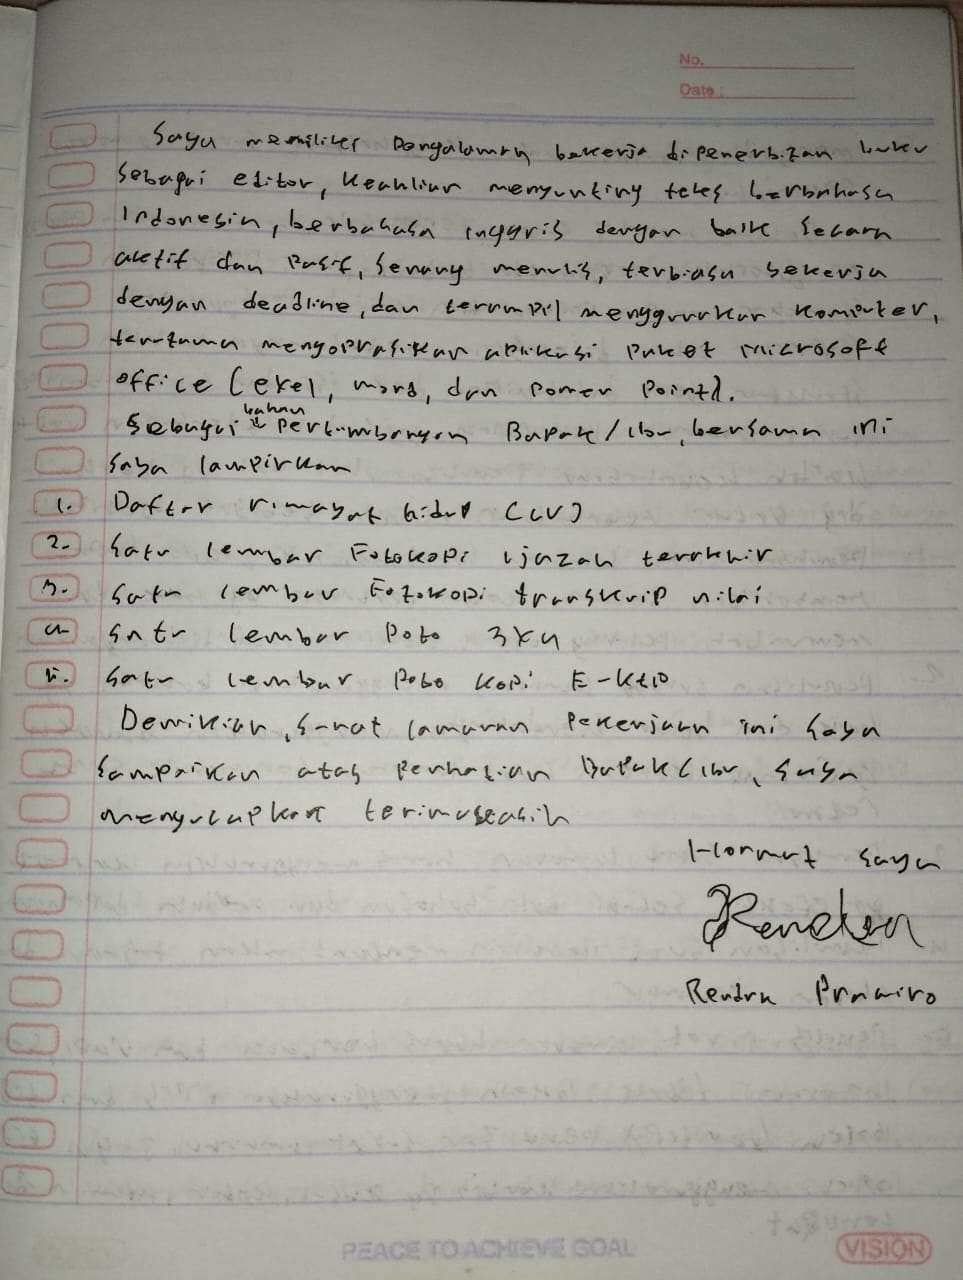 No.
Date :
Saya memiliki Pengalaman bekerja di penerbitan buku
Sebagai editor, keahlian menyunting teks berbahasa
Indonesia, berbahasa inggris dengan baik Secara
aktif dan Pasif, Senang menulis, terbiasa bekerja
dengan deadline, dan terampil menggunakan komputer,
terutama mengoprasikan aplikasi paket microsoft
office (exel, word, dan Power Point).
bahan
Sebagai pertimbangan Bapak / Ibu, bersama ini
Saya lampirkan
1. Daftar riwayat hidup (CV)
2. Satu lembar Fotokopi ijazah terakhir
3. Satu lembar Fotokopi transkrip nilai
4 Satu lembar Poto 3x4
5. Satu lembar Poto kopi E-KTP
Demikian, Surat lamaran Pekerjaan ini Saya
Sampaikan atas Perhatian Bapak / Ibu, Saya
mengucapkan terimakasih
Hormat saya
Rendra
Rendra Prawiro
PEACE TO ACHIEVE GOAL
VISION